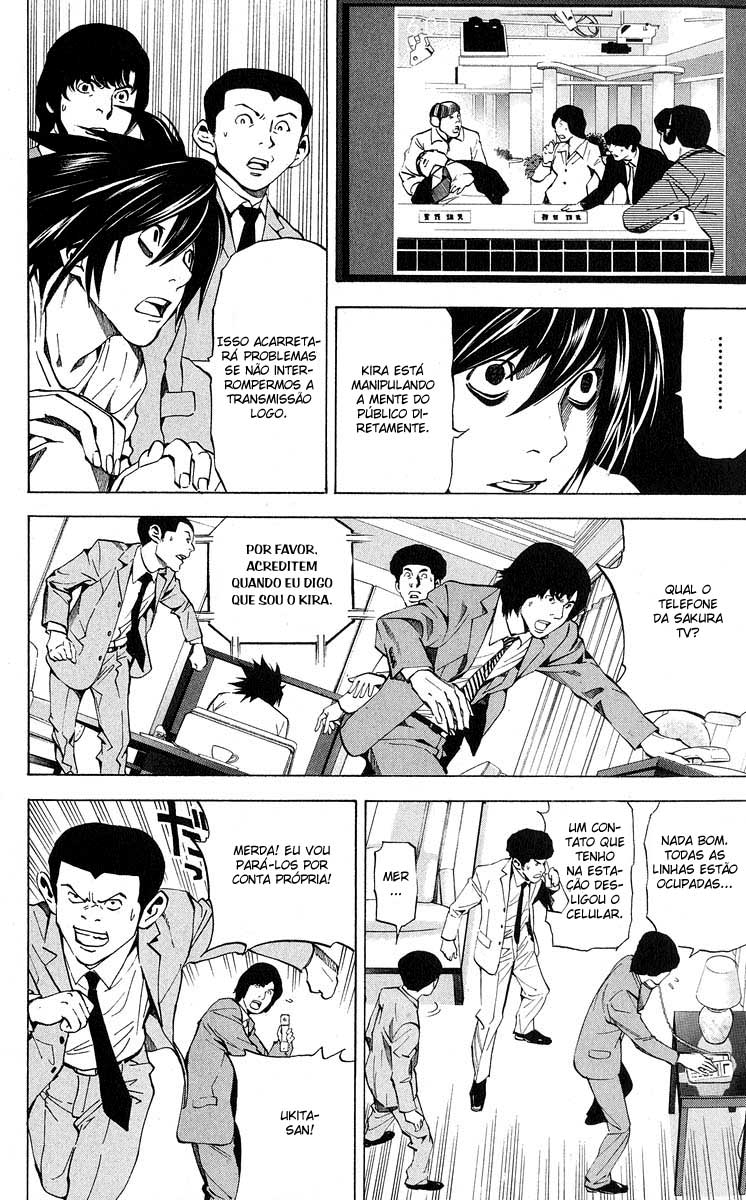 .........
KIRA ESTÁ
MANIPULANDO
A MENTE DO
PÚBLICO DI-
RETAMENTE.
ISSO ACARRETA-
RÁ PROBLEMAS
SE NÃO INTER-
ROMPERMOS A
TRANSMISSÃO
LOGO.
QUAL O
TELEFONE
DA SAKURA
TV?
POR FAVOR,
ACREDITEM
QUANDO EU DIGO
QUE SOU O KIRA.
NADA BOM.
TODAS AS
LINHAS ESTÃO
OCUPADAS...
UM CON-
TATO QUE
TENHO
NA ESTA-
ÇÃO DES-
LIGOU O
CELULAR.
MER
...
MERDA! EU VOU
PARÁ-LOS POR
CONTA PRÓPRIA!
UKITA-
SAN!